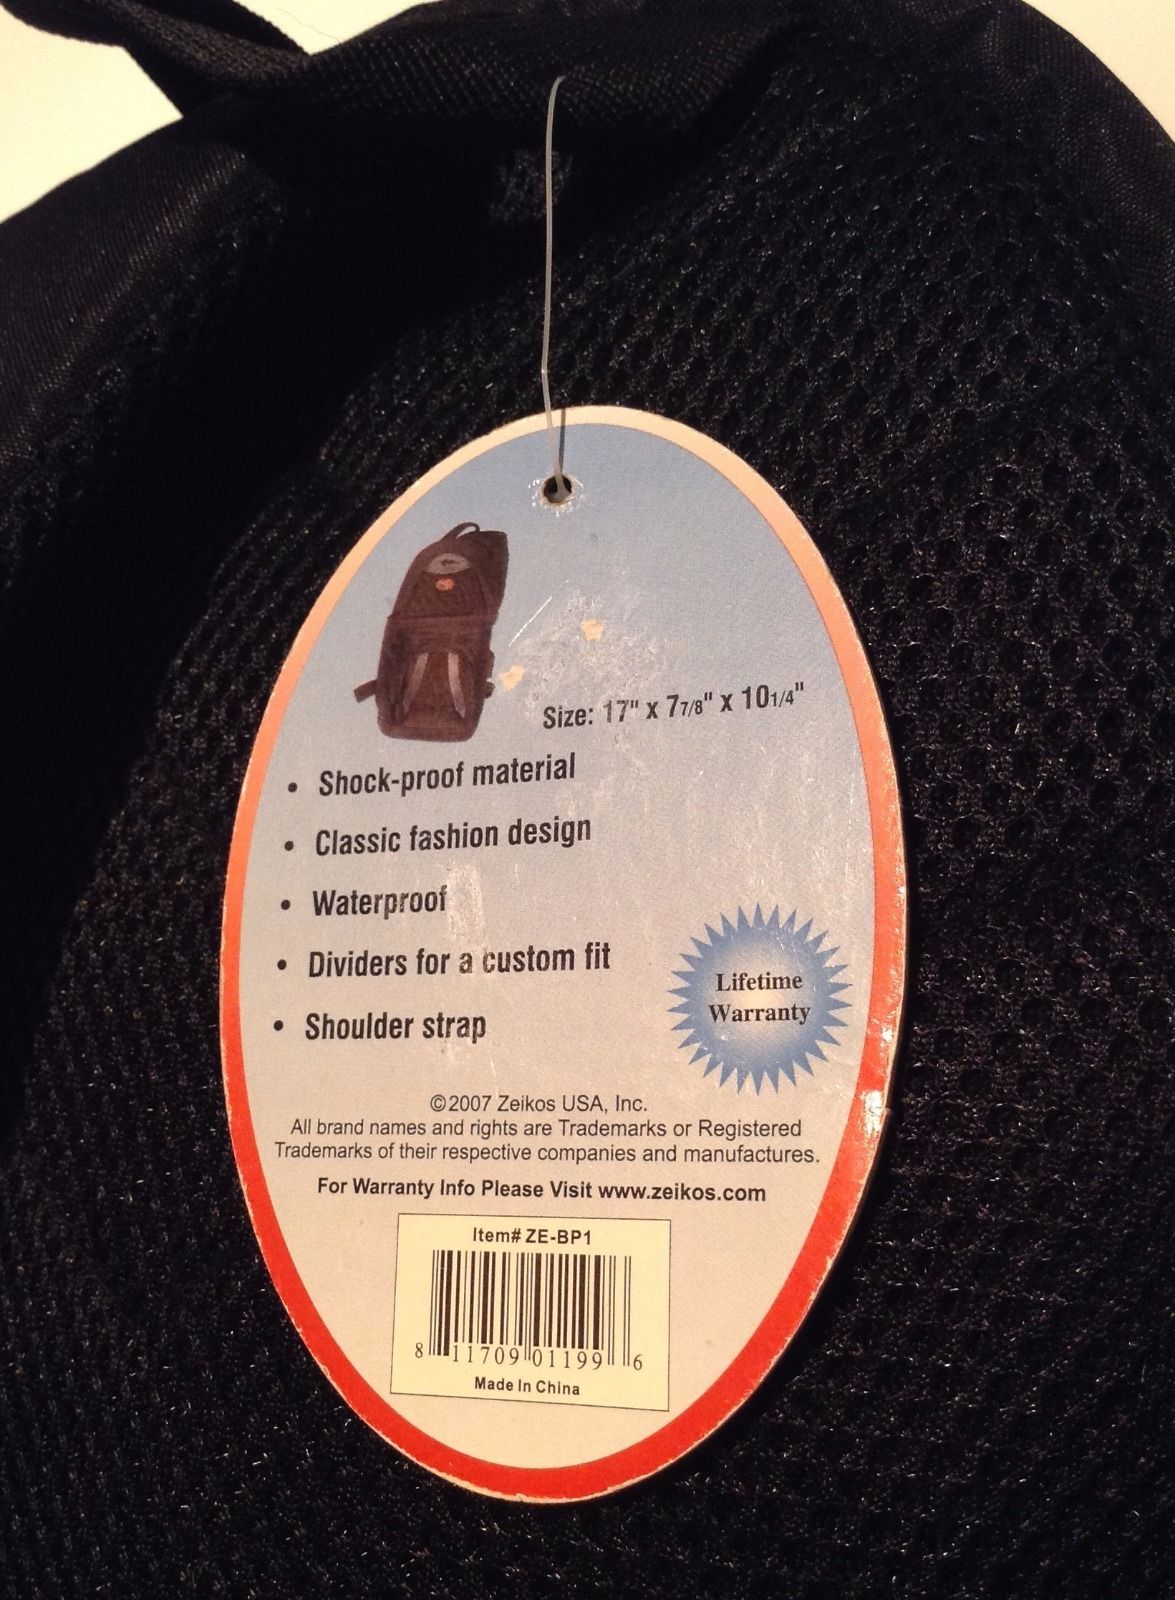 Size: 17" x 7 7/8" x 10 1/4"
• Shock-proof material
• Classic fashion design
• Waterproof
• Dividers for a custom fit
• Shoulder strap
Lifetime
Warranty
©2007 Zeikos USA, Inc.
All brand names and rights are Trademarks or Registered
Trademarks of their respective companies and manufactures.
For Warranty Info Please Visit www.zeikos.com
Item# ZE-BP1
8 11709 01199 6
Made In China